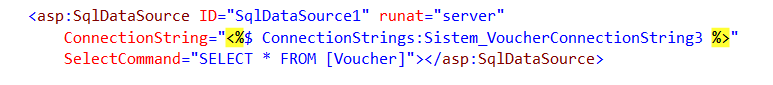 <asp:SqlDataSource ID="SqlDataSource1" runat="server"
ConnectionString="<%$ ConnectionStrings:Sistem_VoucherConnectionString3 %>"
SelectCommand="SELECT * FROM [Voucher]"></asp:SqlDataSource>